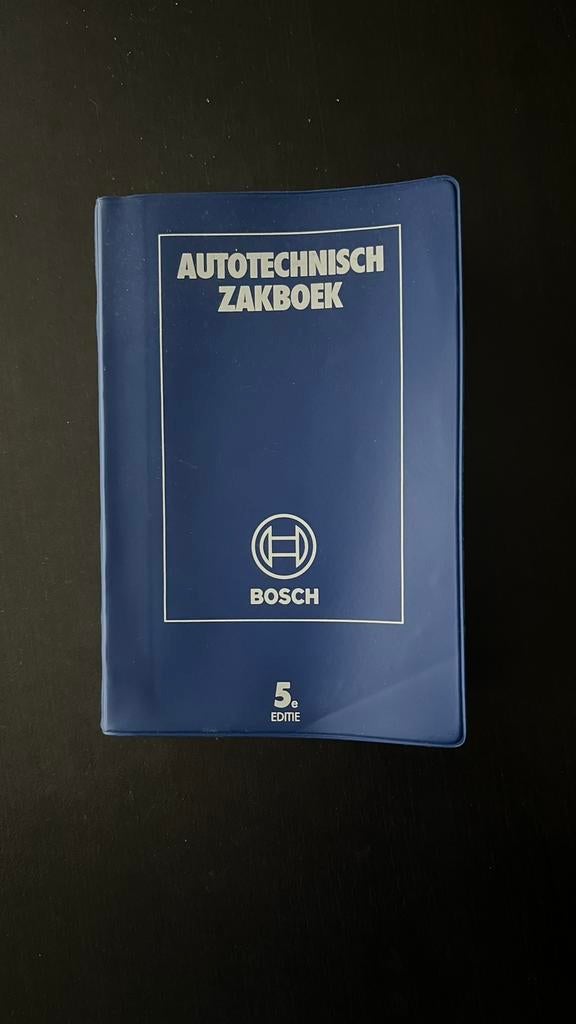 AUTOTECHNISCH
ZAKBOEK
BOSCH
5e
EDITIE